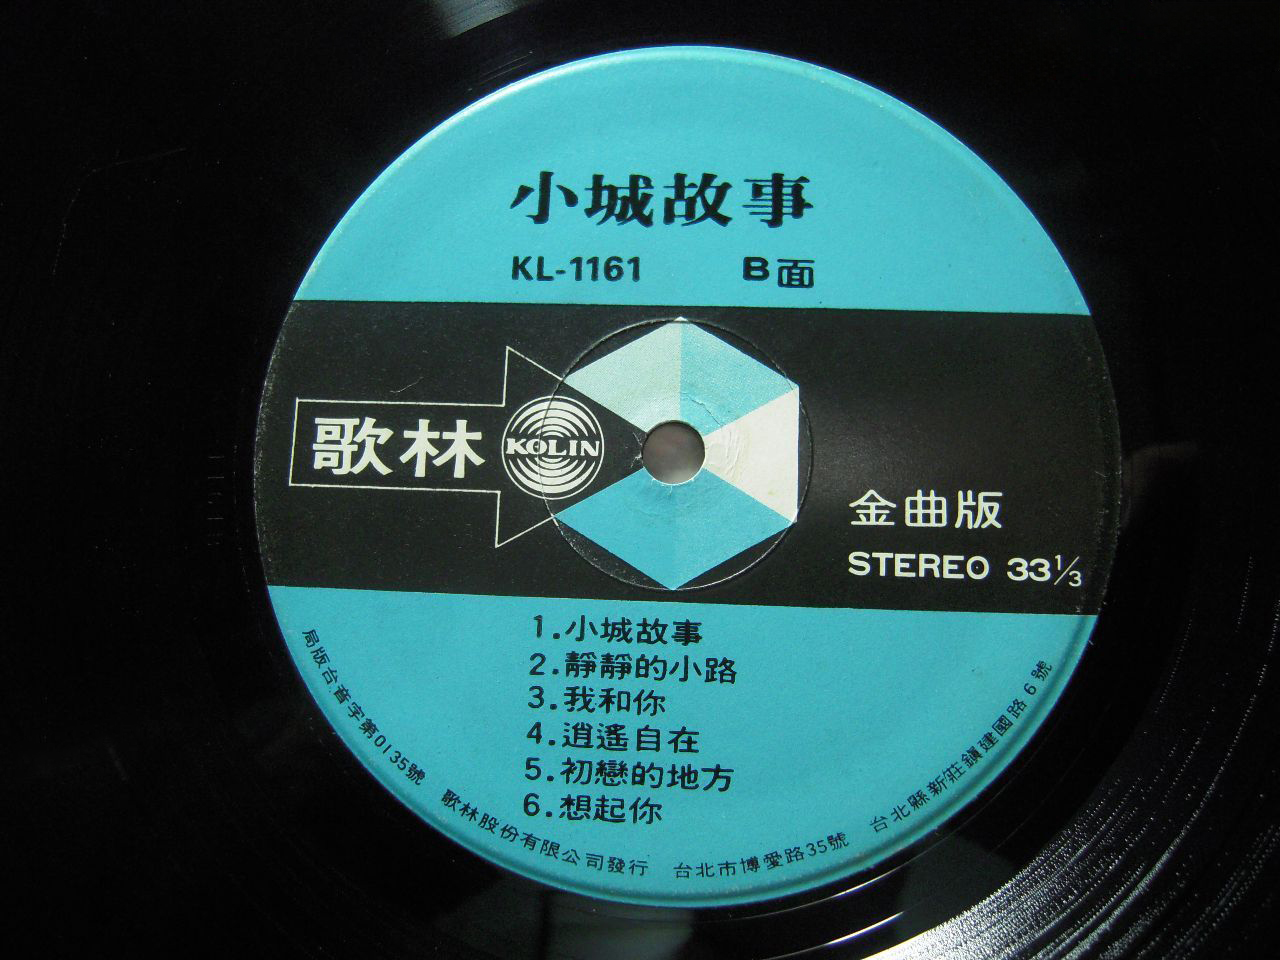 小城故事
KL-1161 B面
歌林 KOLIN
金曲版
STEREO 33⅓
1.小城故事
2.靜靜的小路
3.我和你
4.逍遙自在
5.初戀的地方
6.想起你
局版台音字第0135號 歌林股份有限公司發行 台北市博愛路35號 台北縣新莊鎮建國路6號